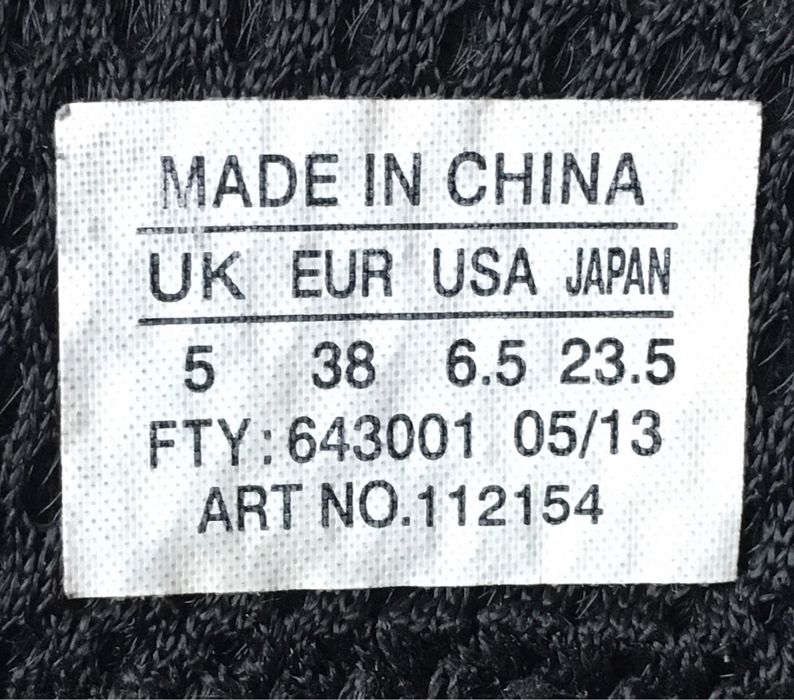 MADE IN CHINA
UK EUR USA JAPAN
5 38 6.5 23.5
FTY: 643001 05/13
ART NO.112154